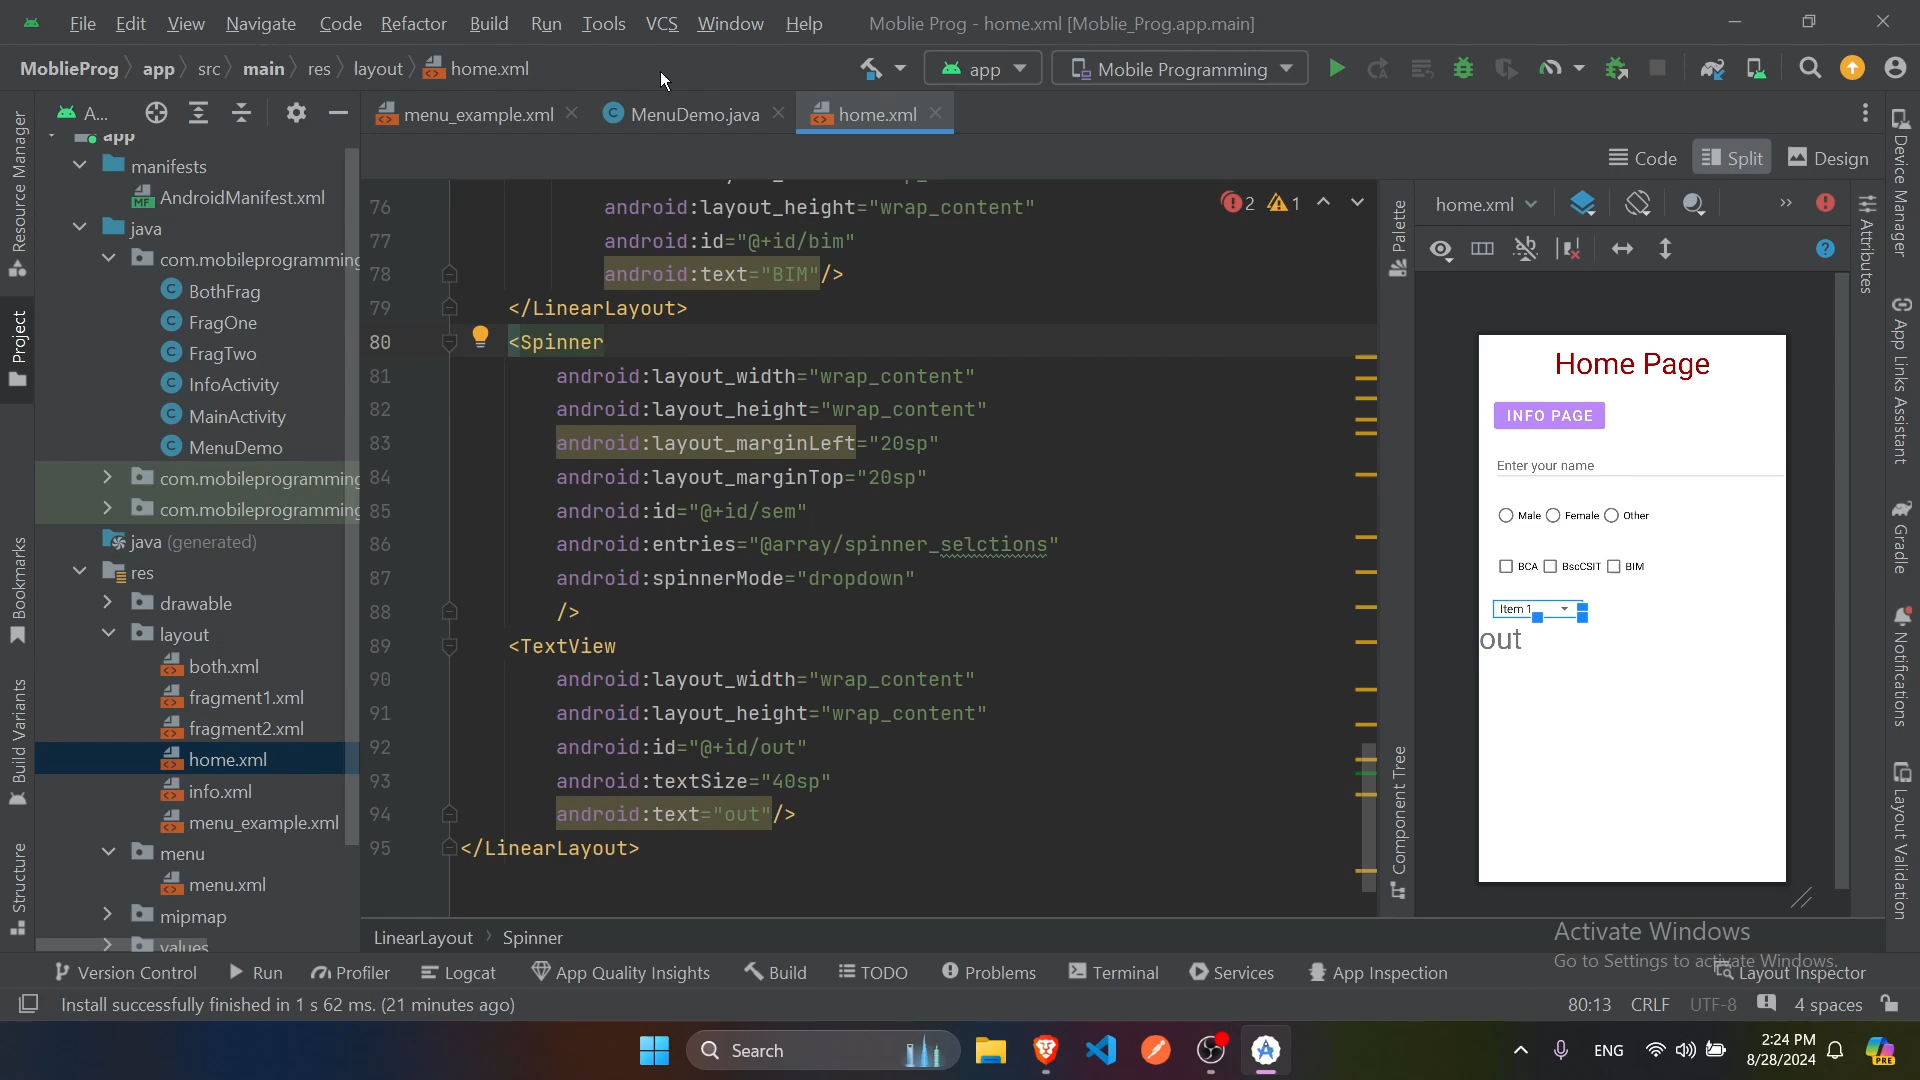 File Edit View Navigate Code Refactor Build Run Tools VCS Window Help Moblie Prog - home.xml [Moblie_Prog.app.main]
MoblieProg app src main res layout home.xml app Mobile Programming
A... menu_example.xml MenuDemo.java home.xml
Code Split Design
Resource Manager
Project
Bookmarks
Build Variants
Structure
app
manifests
AndroidManifest.xml
java
com.mobileprogramming
BothFrag
FragOne
FragTwo
InfoActivity
MainActivity
MenuDemo
com.mobileprogramming
com.mobileprogramming
java (generated)
res
drawable
layout
both.xml
fragment1.xml
fragment2.xml
home.xml
info.xml
menu_example.xml
menu
menu.xml
mipmap
values
2 1
76 android:layout_height="wrap_content"
77 android:id="@+id/bim"
78 android:text="BIM"/>
79 </LinearLayout>
80 <Spinner
81 android:layout_width="wrap_content"
82 android:layout_height="wrap_content"
83 android:layout_marginLeft="20sp"
84 android:layout_marginTop="20sp"
85 android:id="@+id/sem"
86 android:entries="@array/spinner_selctions"
87 android:spinnerMode="dropdown"
88 />
89 <TextView
90 android:layout_width="wrap_content"
91 android:layout_height="wrap_content"
92 android:id="@+id/out"
93 android:textSize="40sp"
94 android:text="out"/>
95 </LinearLayout>
LinearLayout Spinner
Palette
Component Tree
home.xml
Home Page
INFO PAGE
Enter your name
Male Female Other
BCA BscCSIT BIM
Item 1
out
Attributes
Device Manager
App Links Assistant
Gradle
Notifications
Layout Validation
Activate Windows
Go to Settings to activate Windows.
Version Control Run Profiler Logcat App Quality Insights Build TODO Problems Terminal Services App Inspection Layout Inspector
Install successfully finished in 1 s 62 ms. (21 minutes ago) 80:13 CRLF UTF-8 4 spaces
Search ENG 2:24 PM
8/28/2024
PRE